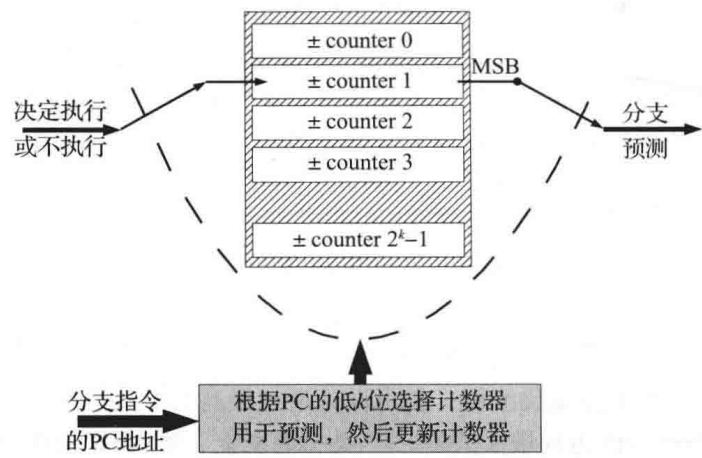 ± counter 0
± counter 1
MSB
± counter 2
± counter 3
± counter 2ᵏ−1
决定执行
或不执行
分支
预测
分支指令
的PC地址
根据PC的低k位选择计数器
用于预测，然后更新计数器